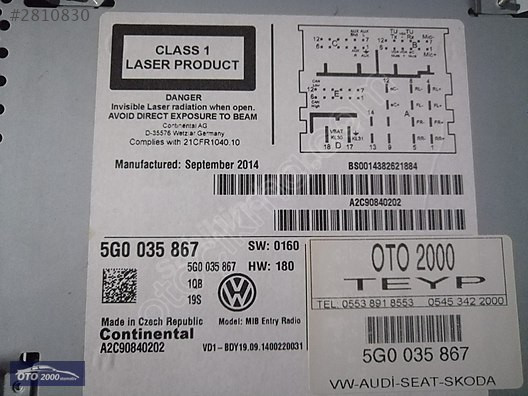 #2810830
CLASS 1
LASER PRODUCT
DANGER
Invisible Laser radiation when open.
AVOID DIRECT EXPOSURE TO BEAM
Continental AG
D-35576 Wetzlar Germany
Complies with 21CFR1040.10
Manufactured: September 2014
BS0014382621884
A2C90840202
5G0 035 867
SW: 0160
5G0 035 867
HW: 180
1QB
19S
Made in Czech Republic
Continental
A2C90840202
Model: MIB Entry Radio
VD1-BDY19.09.1400220031
OTO 2000
TEYP
TEL: 0553 891 8553 0545 342 2000
5G0 035 867
VW-AUDİ-SEAT-SKODA
OTO 2000